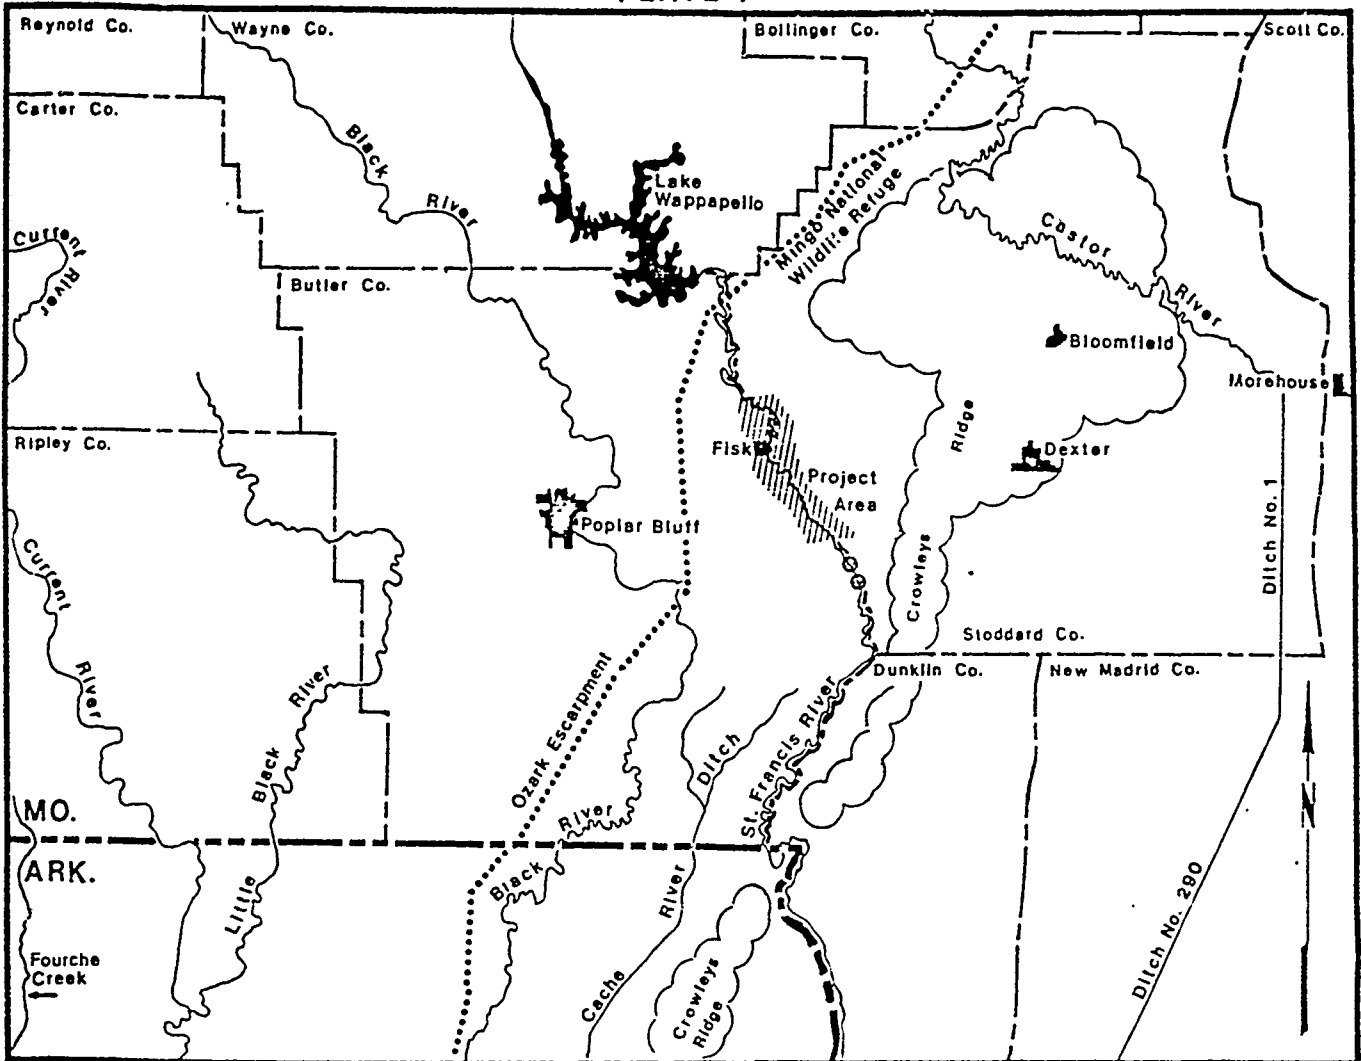 Reynold Co.
Wayne Co.
Bollinger Co.
Scott Co.
Carter Co.
Black
River
Lake
Wappapello
Mingo National
Wildlife Refuge
Castor
River
Current
River
Butler Co.
Bloomfield
Morehouse
Ripley Co.
Fisk
Project
Area
Ridge
Crowleys
Dexter
Poplar Bluff
Ditch No. 1
Current
River
Stoddard Co.
Dunklin Co.
New Madrid Co.
Ozark Escarpment
Black
River
Little
St. Francis River
Ditch
River
Cache
Black
River
MO.
ARK.
N
Ditch No. 290
Fourche
Creek
Crowleys
Ridge